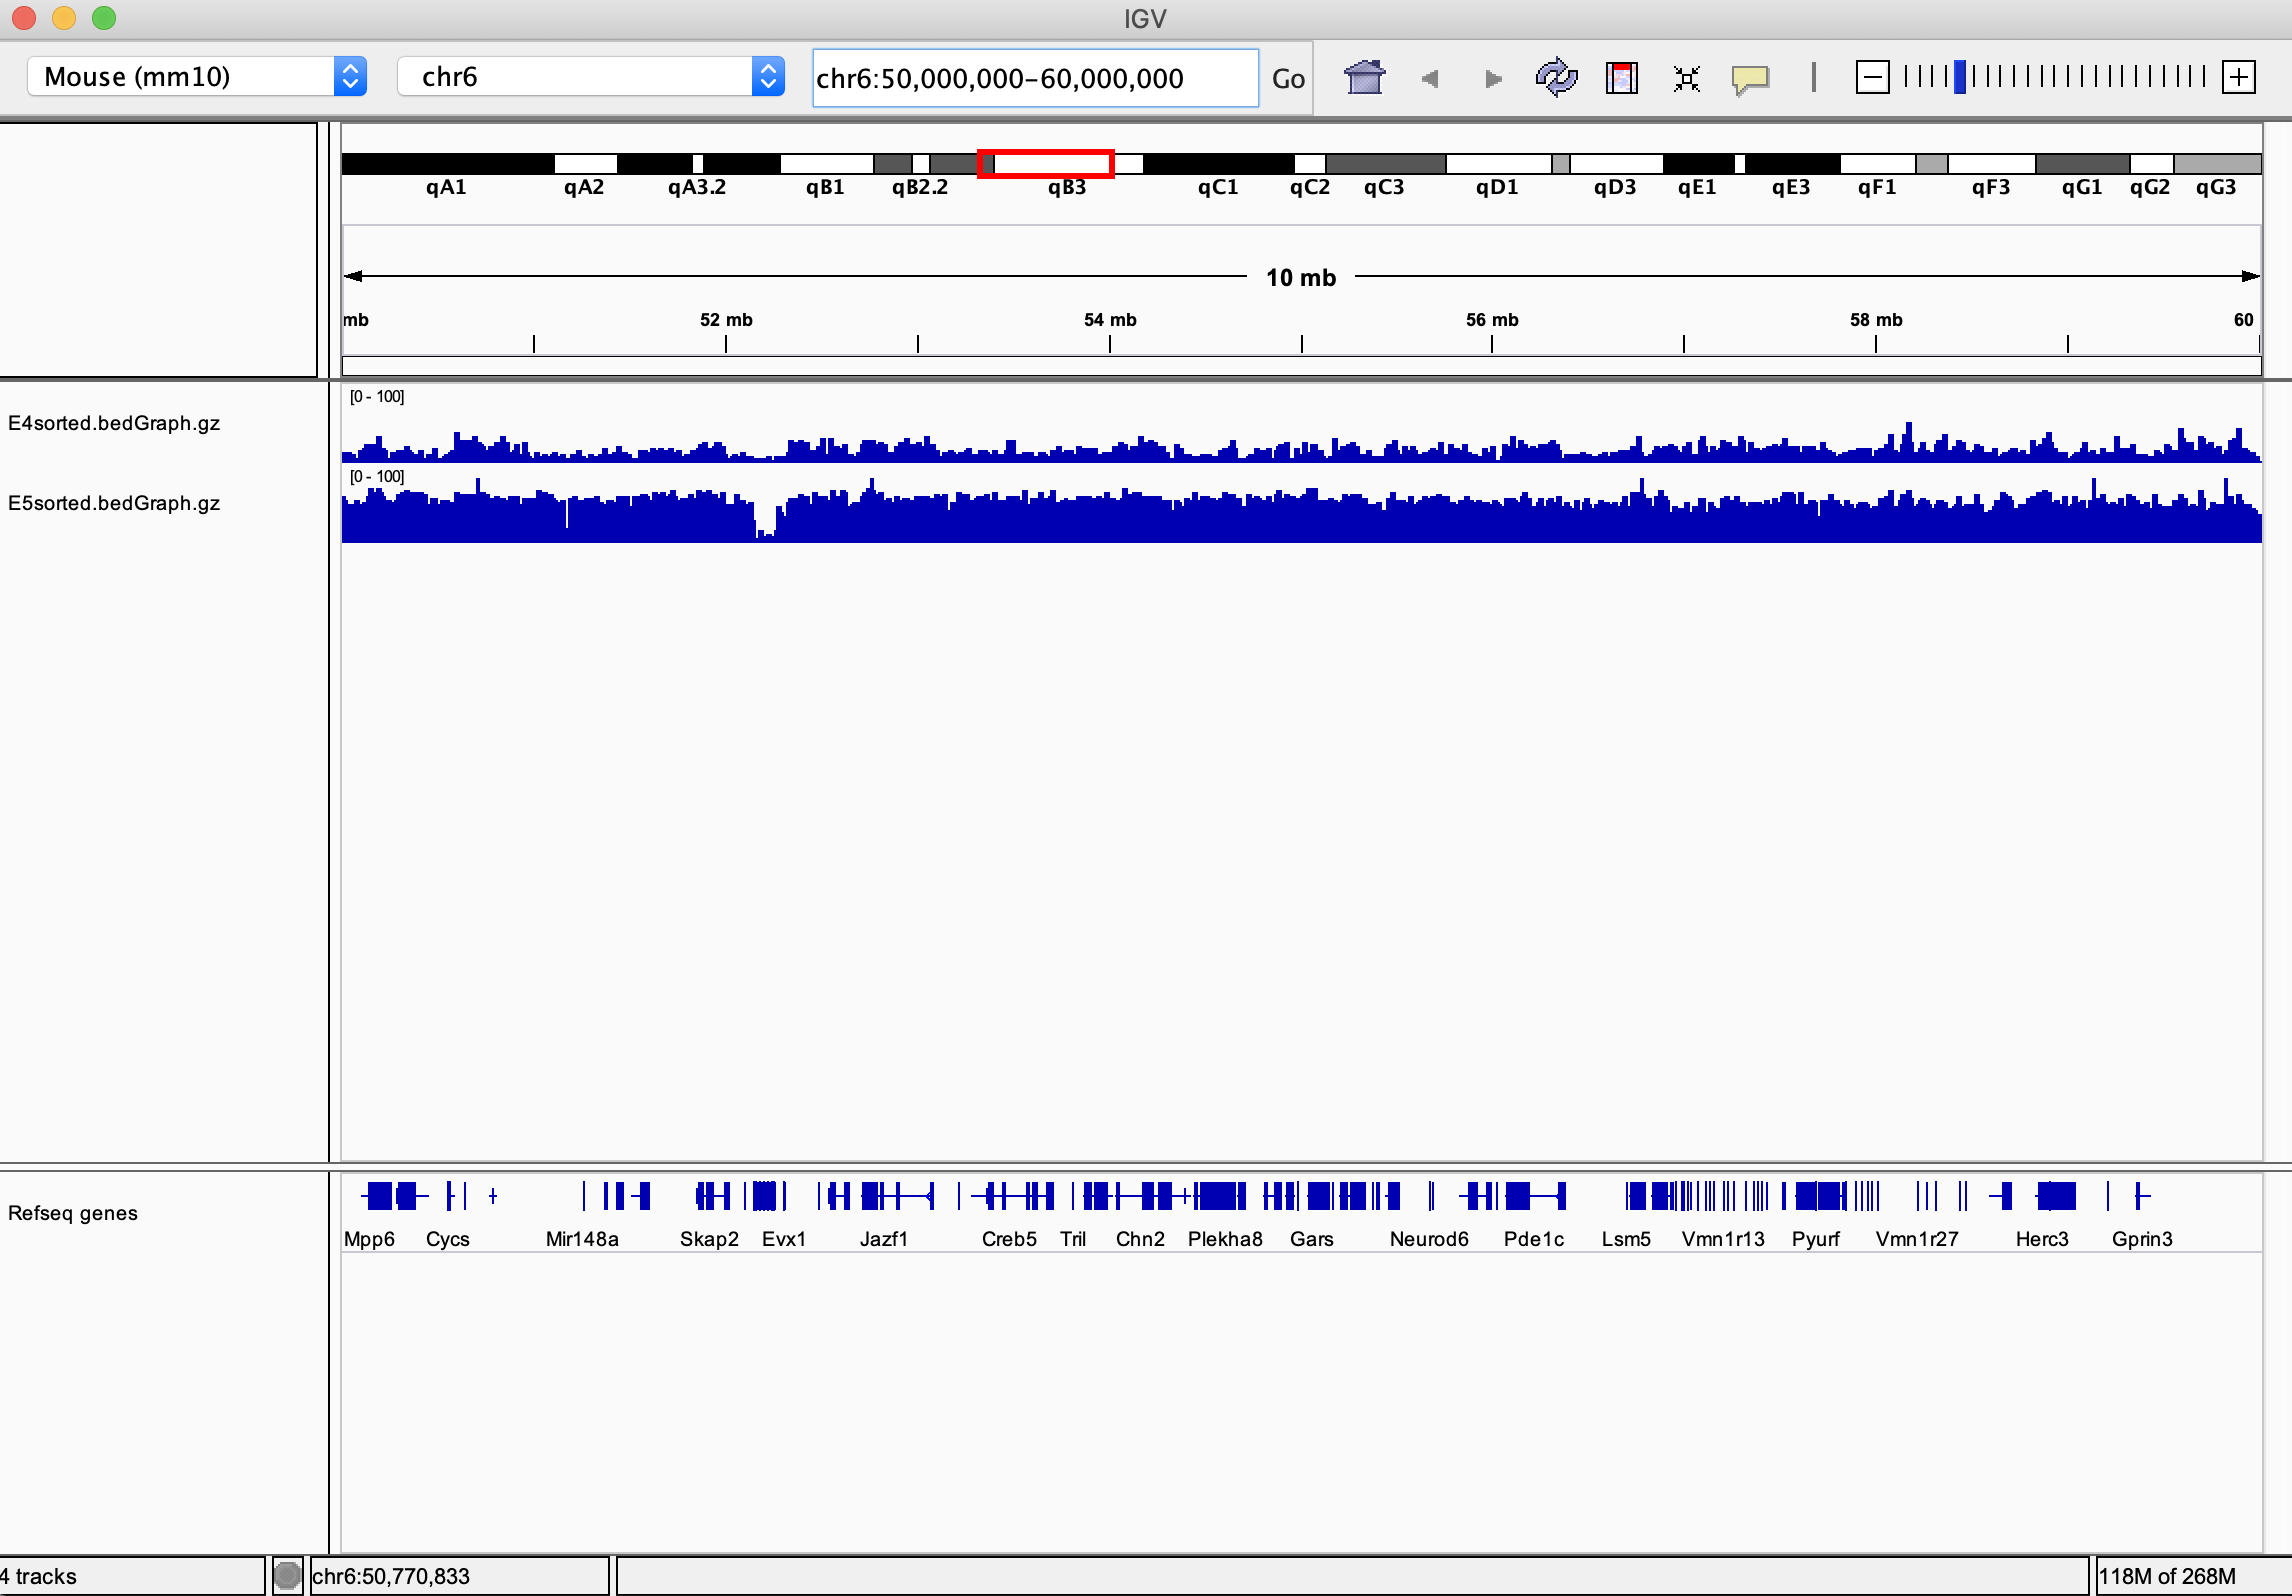 IGV
Mouse (mm10) chr6 chr6:50,000,000-60,000,000 Go
qA1 qA2 qA3.2 qB1 qB2.2 qB3 qC1 qC2 qC3 qD1 qD3 qE1 qE3 qF1 qF3 qG1 qG2 qG3
10 mb
mb 52 mb 54 mb 56 mb 58 mb 60
[0 - 100]
E4sorted.bedGraph.gz
[0 - 100]
E5sorted.bedGraph.gz
Refseq genes
Mpp6 Cycs Mir148a Skap2 Evx1 Jazf1 Creb5 Tril Chn2 Plekha8 Gars Neurod6 Pde1c Lsm5 Vmn1r13 Pyurf Vmn1r27 Herc3 Gprin3
4 tracks chr6:50,770,833 118M of 268M